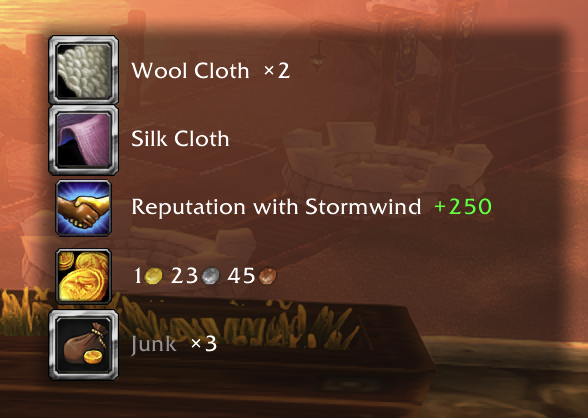 Wool Cloth ×2
Silk Cloth
Reputation with Stormwind +250
1 23 45
Junk ×3